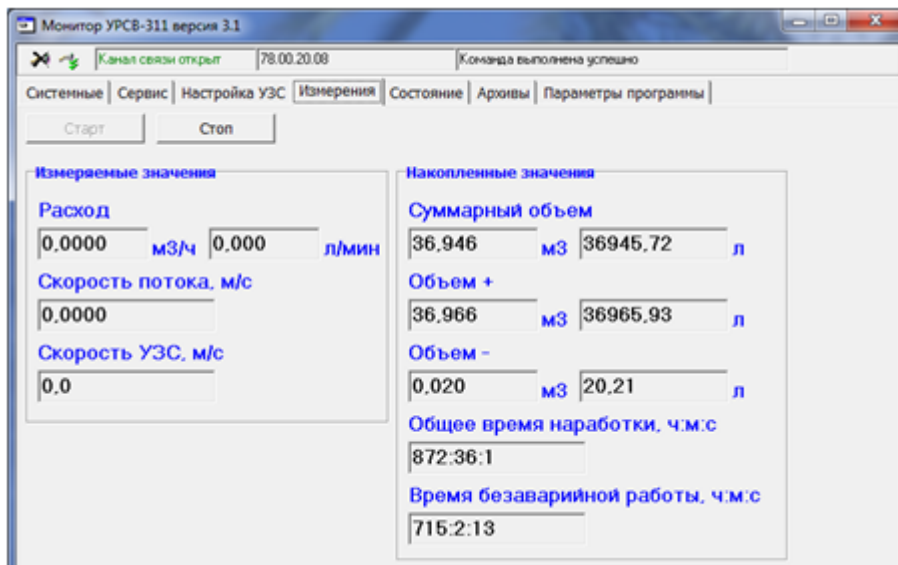 Монитор УРСВ-311 версия 3.1
Канал связи открыт 78.00.20.08 Команда выполнена успешно
Системные Сервис Настройка УЗС Измерения Состояние Архивы Параметры программы
Старт Стоп
Измеряемые значения
Расход
0,0000 м3/ч 0,000 л/мин
Скорость потока, м/с
0,0000
Скорость УЗС, м/с
0,0
Накопленные значения
Суммарный объем
36,946 м3 36945,72 л
Объем +
36,966 м3 36965,93 л
Объем -
0,020 м3 20,21 л
Общее время наработки, ч:м:с
872:36:1
Время безаварийной работы, ч:м:с
715:2:13